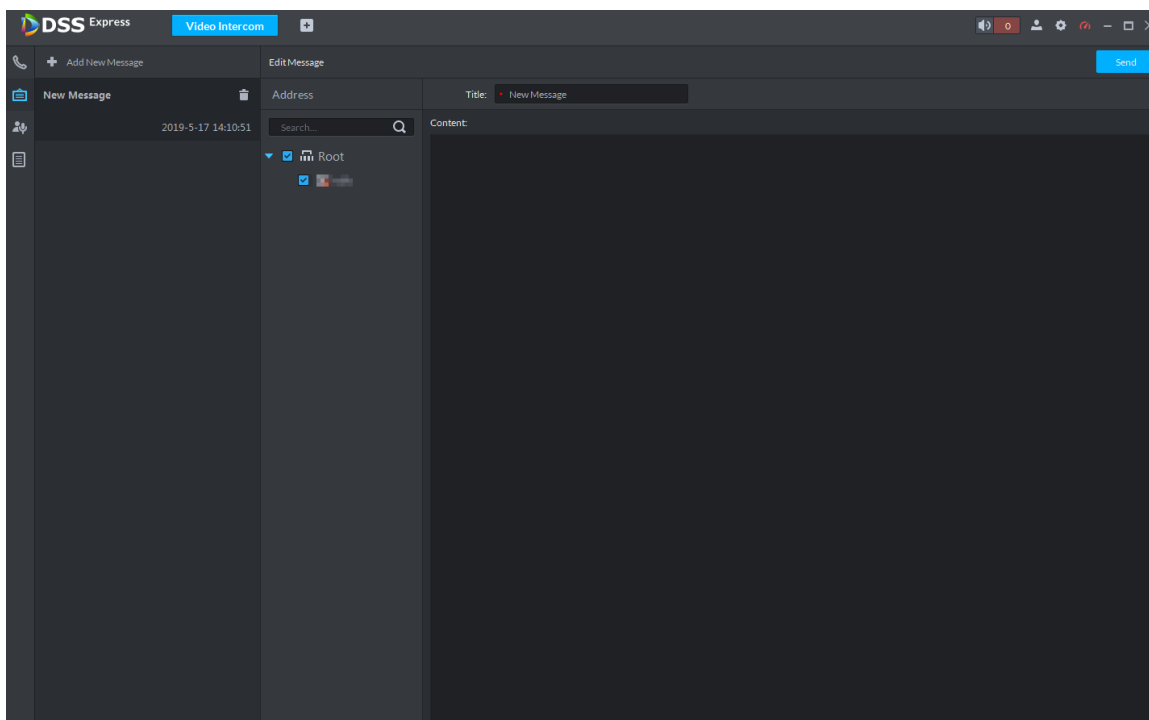 DSS Express
Video Intercom
0
Add New Message
Edit Message
Send
New Message
Address
Title: * New Message
2019-5-17 14:10:51
Search...
Content:
Root